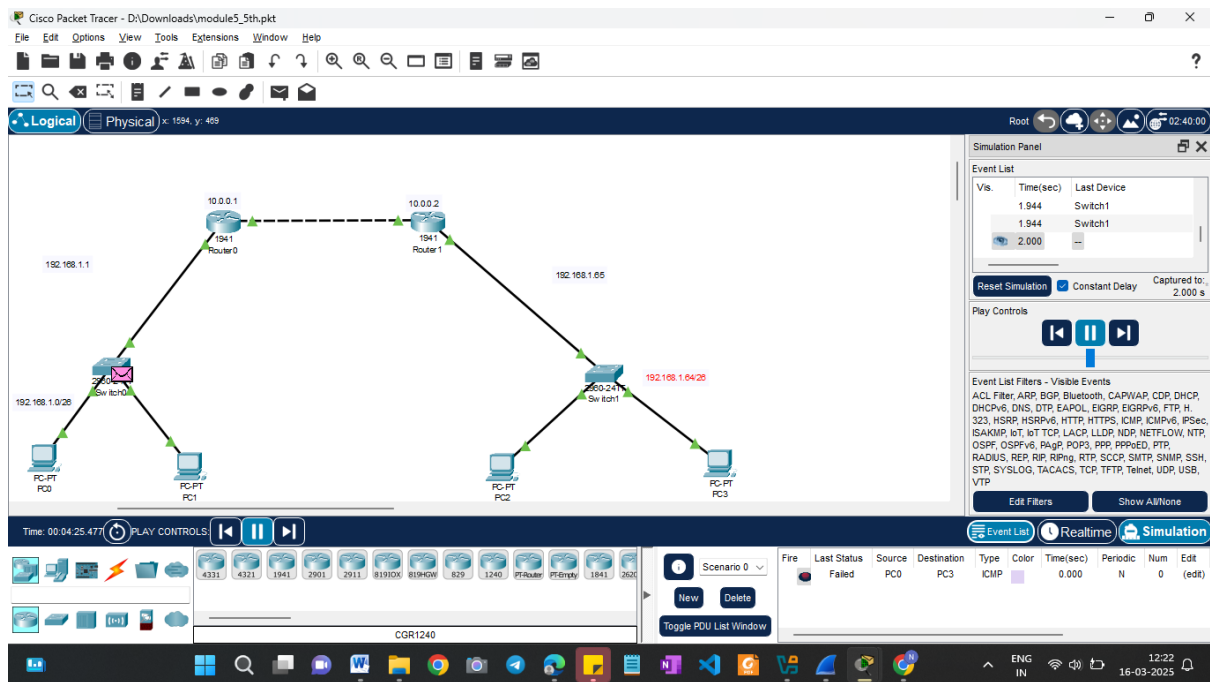 Cisco Packet Tracer - D:\Downloads\module5_5th.pkt
File Edit Options View Tools Extensions Window Help
?
Logical Physical x: 1594, y: 469 Root 02:40:00
Simulation Panel
Event List
Vis. Time(sec) Last Device
1.944 Switch1
1.944 Switch1
2.000 --
Reset Simulation Constant Delay Captured to:
2.000 s
Play Controls
Event List Filters - Visible Events
ACL Filter, ARP, BGP, Bluetooth, CAPWAP, CDP, DHCP,
DHCPv6, DNS, DTP, EAPOL, EIGRP, EIGRPv6, FTP, H.
323, HSRP, HSRPv6, HTTP, HTTPS, ICMP, ICMPv6, IPSec,
ISAKMP, IoT, IoT TCP, LACP, LLDP, NDP, NETFLOW, NTP,
OSPF, OSPFv6, PAgP, POP3, PPP, PPPoED, PTP,
RADIUS, REP, RIP, RIPng, RTP, SCCP, SMTP, SNMP, SSH,
STP, SYSLOG, TACACS, TCP, TFTP, Telnet, UDP, USB,
VTP
Edit Filters Show All/None
10.0.0.1
10.0.0.2
1941
Router0
1941
Router1
192.168.1.1
192.168.1.65
Switch0
192.168.1.0/26
2960-24TT
Switch1
192.168.1.64/26
PC-PT
PC0
PC-PT
PC1
PC-PT
PC2
PC-PT
PC3
Time: 00:04:25.477 PLAY CONTROLS:
Event List Realtime Simulation
4331 4321 1941 2901 2911 819IOX 819HGW 829 1240 PT-Router PT-Empty 1841
CGR1240
Scenario 0
New Delete
Toggle PDU List Window
Fire Last Status Source Destination Type Color Time(sec) Periodic Num Edit
Failed PC0 PC3 ICMP 0.000 N 0 (edit)
ENG
IN
12:22
16-03-2025